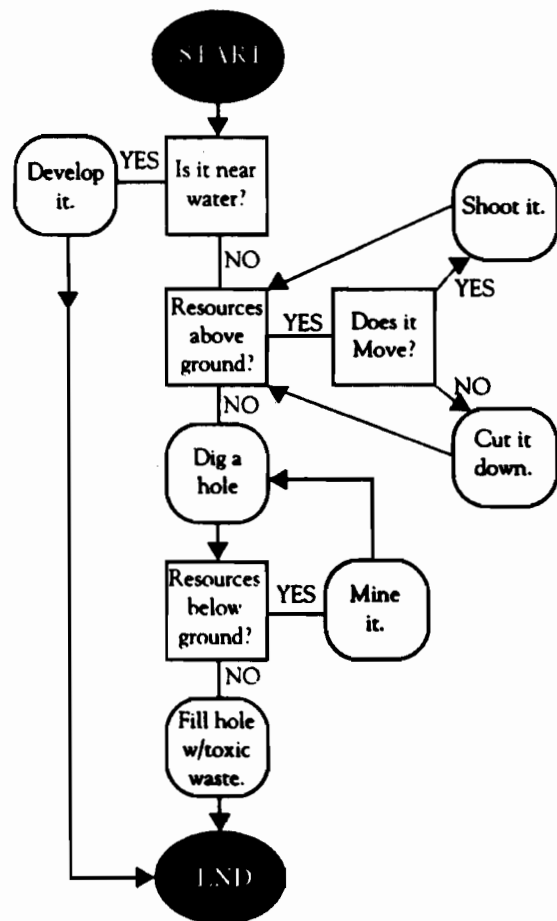 START
Is it near
water?
YES
Develop
it.
NO
Resources
above
ground?
YES
Does it
Move?
YES
Shoot it.
NO
Cut it
down.
NO
Dig a
hole
Resources
below
ground?
YES
Mine
it.
NO
Fill hole
w/toxic
waste.
END